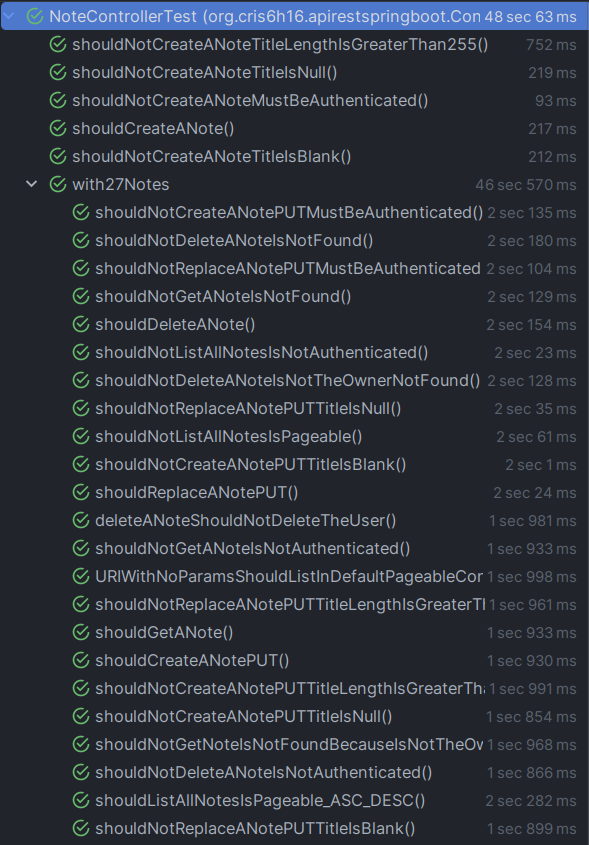 NoteControllerTest (org.cris6h16.apirestspringboot.Con 48 sec 63 ms
shouldNotCreateANoteTitleLengthIsGreaterThan255() 752 ms
shouldNotCreateANoteTitleIsNull() 219 ms
shouldNotCreateANoteMustBeAuthenticated() 93 ms
shouldCreateANote() 217 ms
shouldNotCreateANoteTitleIsBlank() 212 ms
with27Notes 46 sec 570 ms
shouldNotCreateANotePUTMustBeAuthenticated() 2 sec 135 ms
shouldNotDeleteANoteIsNotFound() 2 sec 180 ms
shouldNotReplaceANotePUTMustBeAuthenticated 2 sec 104 ms
shouldNotGetANoteIsNotFound() 2 sec 129 ms
shouldDeleteANote() 2 sec 154 ms
shouldNotListAllNotesIsNotAuthenticated() 2 sec 23 ms
shouldNotDeleteANoteIsNotTheOwnerNotFound() 2 sec 128 ms
shouldNotReplaceANotePUTTitleIsNull() 2 sec 35 ms
shouldNotListAllNotesIsPageable() 2 sec 61 ms
shouldNotCreateANotePUTTitleIsBlank() 2 sec 1 ms
shouldReplaceANotePUT() 2 sec 24 ms
deleteANoteShouldNotDeleteTheUser() 1 sec 981 ms
shouldNotGetANoteIsNotAuthenticated() 1 sec 933 ms
URIWithNoParamsShouldListInDefaultPageableCon 1 sec 998 ms
shouldNotReplaceANotePUTTitleLengthIsGreaterTl 1 sec 961 ms
shouldGetANote() 1 sec 933 ms
shouldCreateANotePUT() 1 sec 930 ms
shouldNotCreateANotePUTTitleLengthIsGreaterTha 1 sec 991 ms
shouldNotCreateANotePUTTitleIsNull() 1 sec 854 ms
shouldNotGetNoteIsNotFoundBecauseIsNotTheOw 1 sec 968 ms
shouldNotDeleteANoteIsNotAuthenticated() 1 sec 866 ms
shouldListAllNotesIsPageable_ASC_DESC() 2 sec 282 ms
shouldNotReplaceANotePUTTitleIsBlank() 1 sec 899 ms